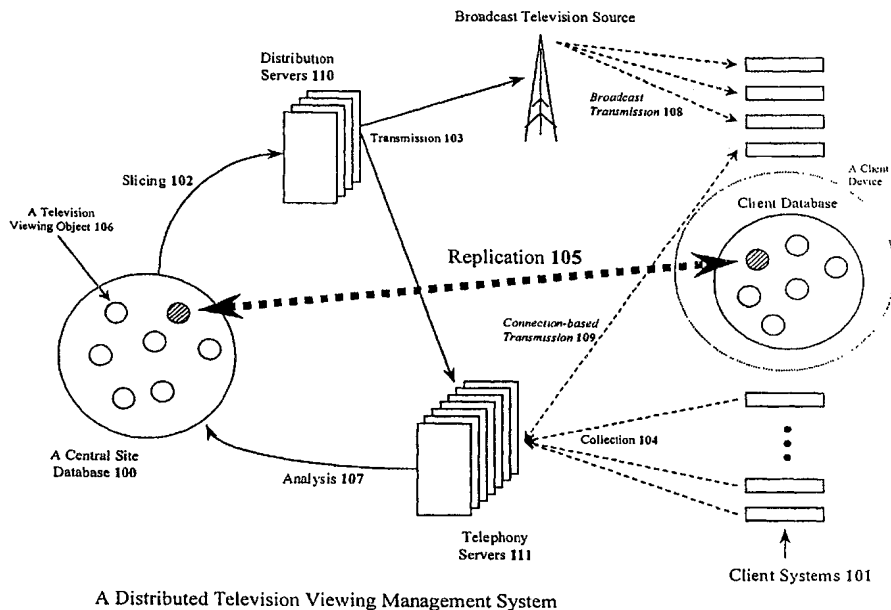 Broadcast Television Source
Distribution
Servers 110
Broadcast
Transmission 108
Transmission 103
Slicing 102
A Client
Device
A Television
Viewing Object 106
Client Database
Replication 105
Connection-based
Transmission 109
A Central Site
Database 100
Analysis 107
Collection 104
Telephony
Servers 111
Client Systems 101
A Distributed Television Viewing Management System